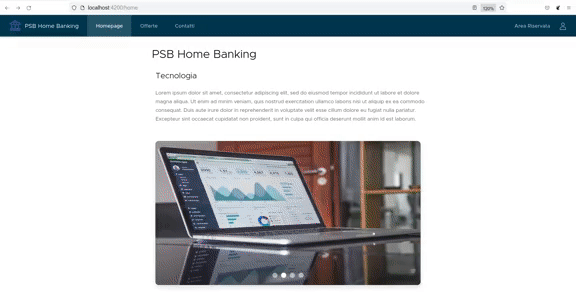 localhost:4200/home
120%
PSB Home Banking
Homepage
Offerte
Contatti
Area Riservata
PSB Home Banking
Tecnologia
Lorem ipsum dolor sit amet, consectetur adipiscing elit, sed do eiusmod tempor incididunt ut labore et dolore
magna aliqua. Ut enim ad minim veniam, quis nostrud exercitation ullamco laboris nisi ut aliquip ex ea commodo
consequat. Duis aute irure dolor in reprehenderit in voluptate velit esse cillum dolore eu fugiat nulla pariatur.
Excepteur sint occaecat cupidatat non proident, sunt in culpa qui officia deserunt mollit anim id est laborum.